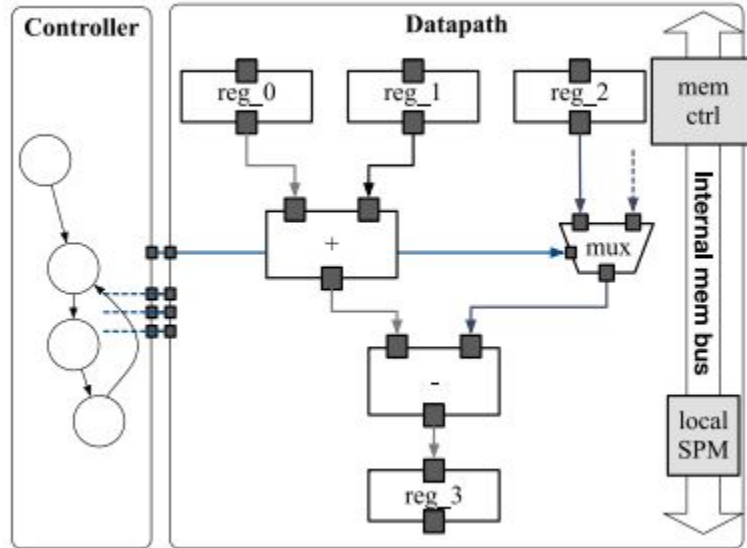 Controller
Datapath
reg_0
reg_1
reg_2
mem
ctrl
+
mux
Internal mem bus
-
local
SPM
reg_3